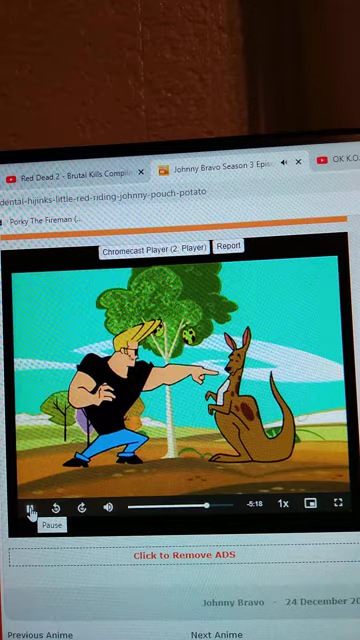 Red Dead 2 - Brutal Kills Compil
Johnny Bravo Season 3 Epis
OK K.O.
dental-hijinks-little-red-riding-johnny-pouch-potato
Porky The Fireman (...
Chromecast Player (2. Player)
Report
-5:18
1x
Pause
Click to Remove ADS
Johnny Bravo - 24 December 20
Previous Anime
Next Anime